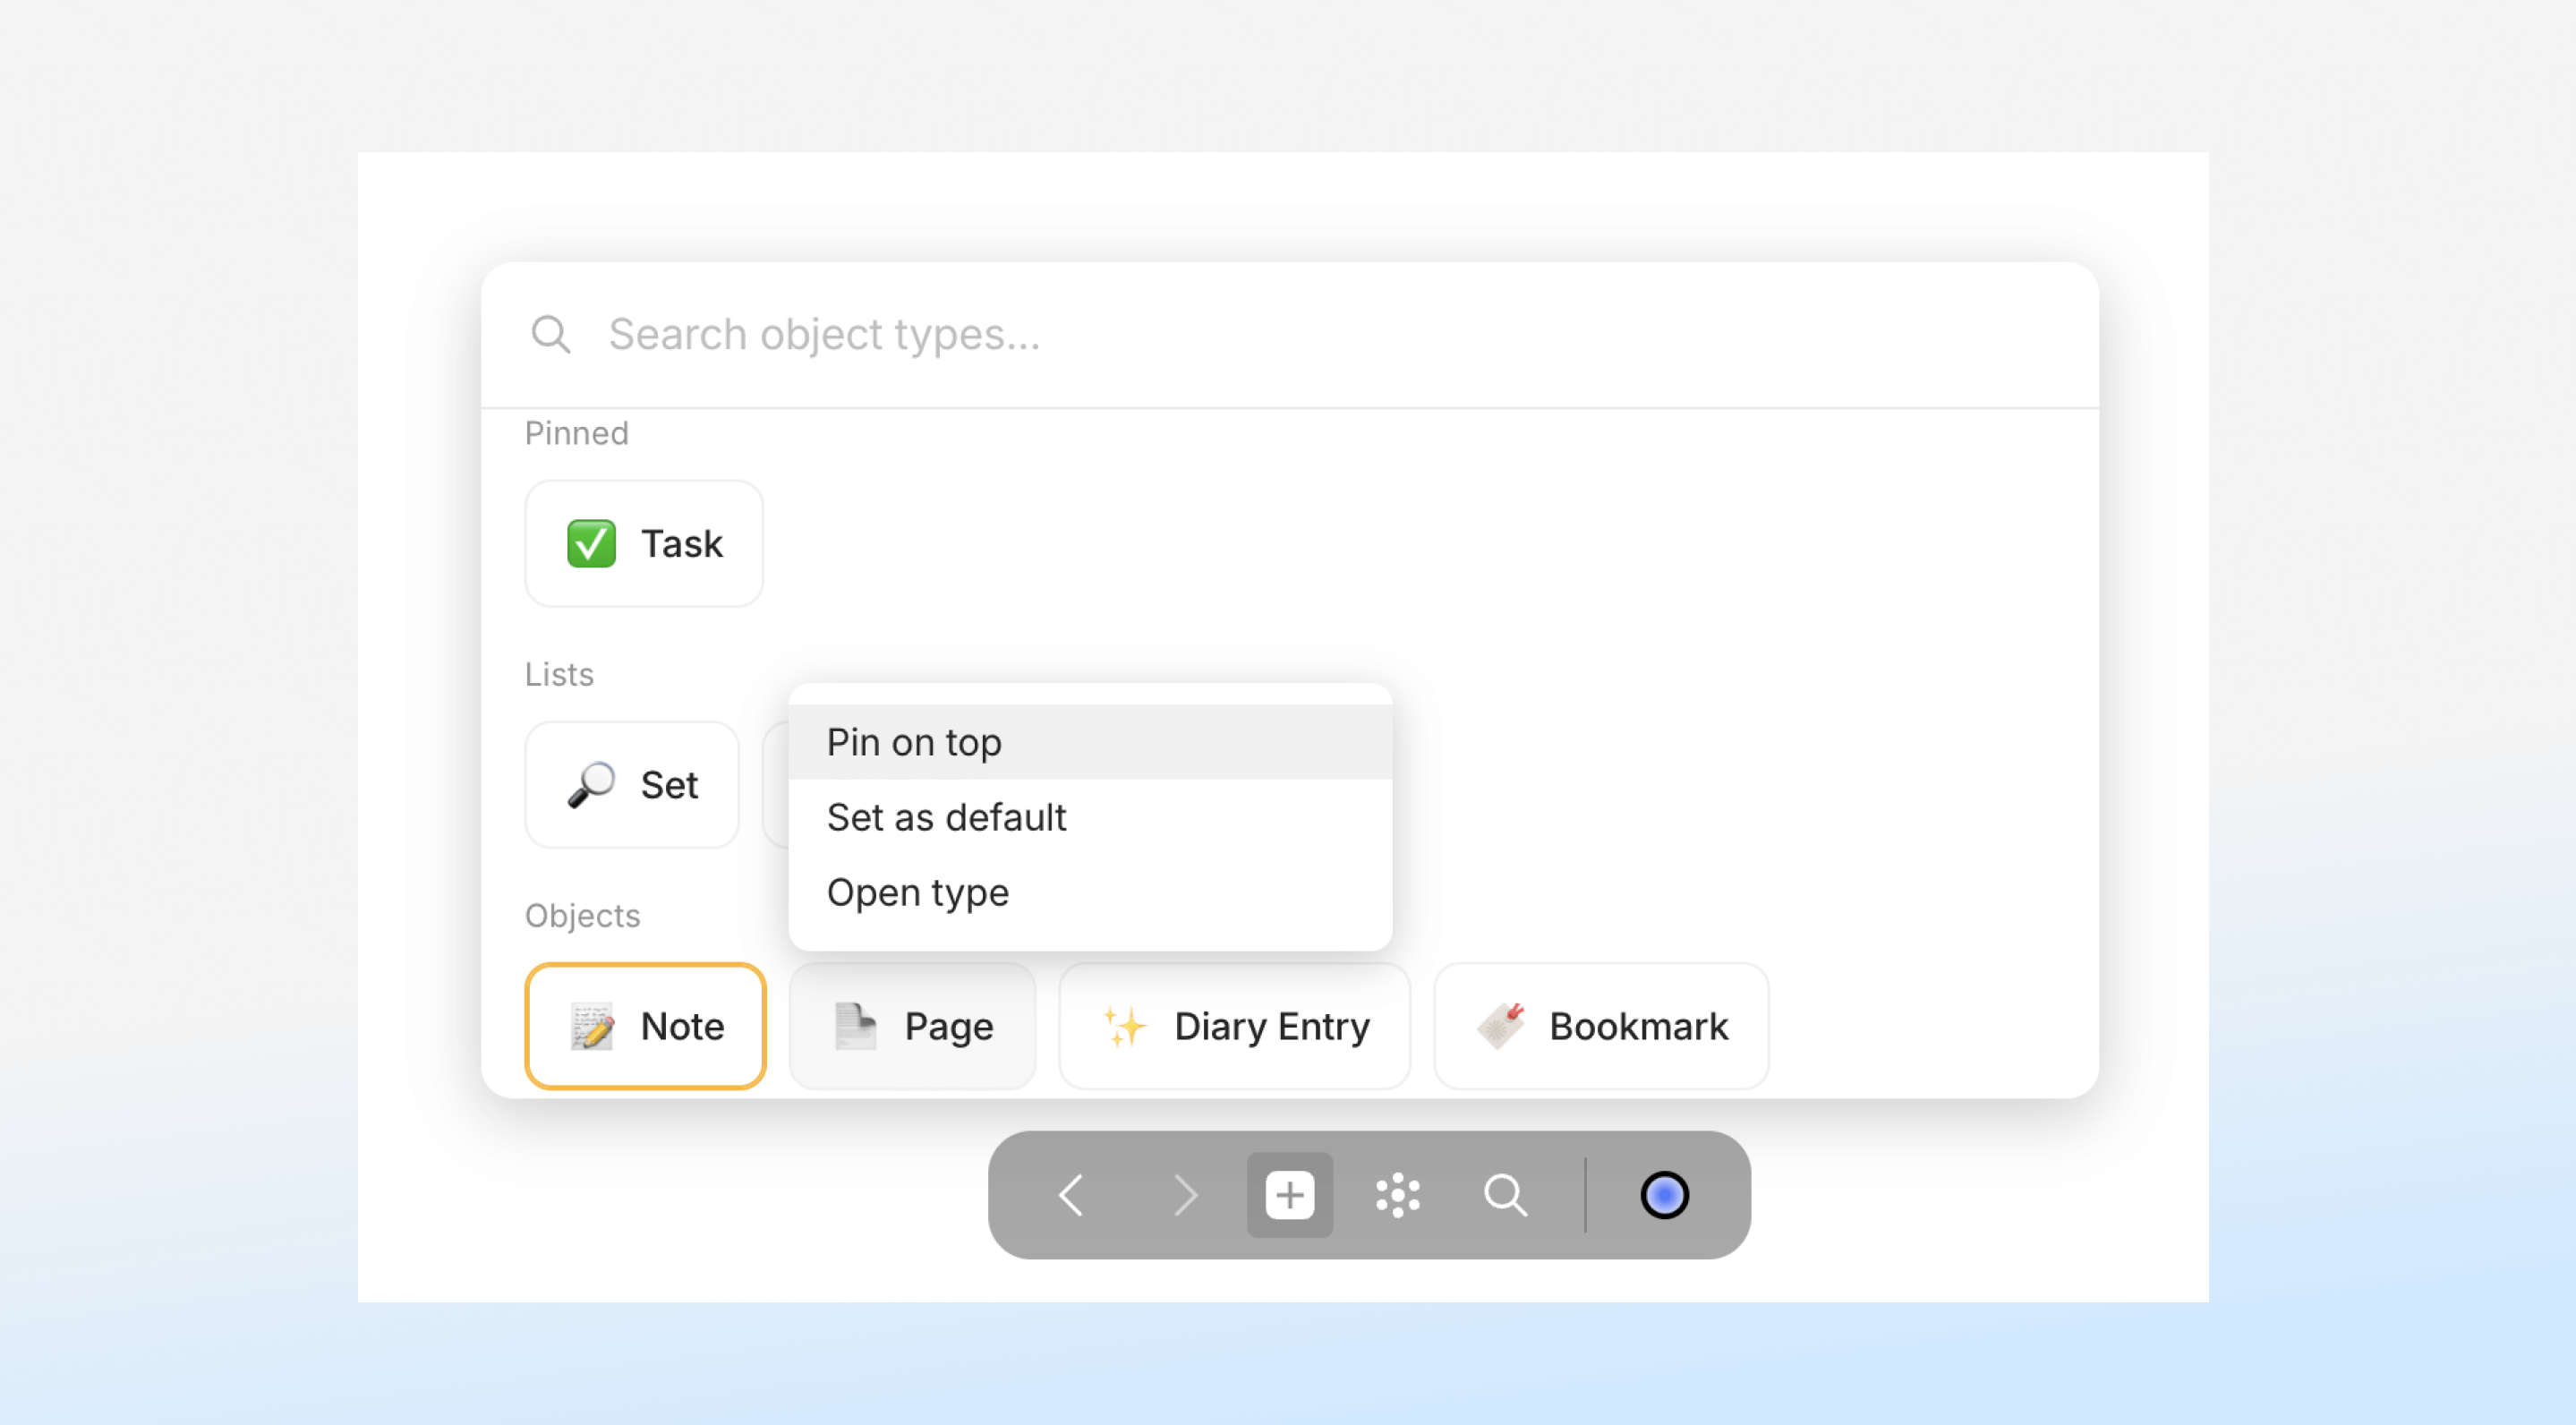 Search object types...
Pinned
Task
Lists
Set
Pin on top
Set as default
Open type
Objects
Note
Page
Diary Entry
Bookmark